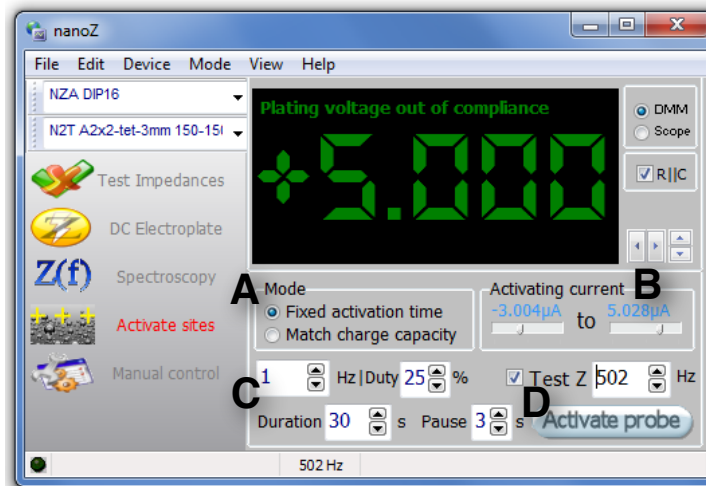 nanoZ
File Edit Device Mode View Help
NZA DIP16
N2T A2x2-tet-3mm 150-15
Plating voltage out of compliance
+5.000
DMM
Scope
R||C
Test Impedances
DC Electroplate
Z(f) Spectroscopy
Activate sites
Manual control
A
Mode
Fixed activation time
Match charge capacity
B
Activating current
-3.004µA to 5.028µA
C
1 Hz|Duty 25 %
D
Test Z 502 Hz
Duration 30 s Pause 3 s
Activate probe
502 Hz